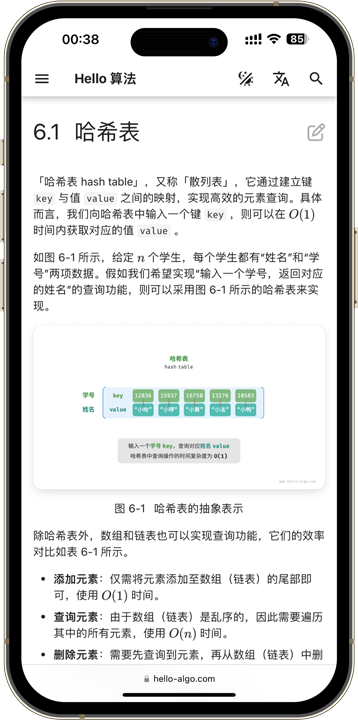 00:38
85
Hello 算法
6.1 哈希表
「哈希表 hash table」，又称「散列表」，它通过建立键
key 与值 value 之间的映射，实现高效的元素查询。具体
而言，我们向哈希表中输入一个键 key ，则可以在 O(1)
时间内获取对应的值 value 。
如图 6-1 所示，给定 n 个学生，每个学生都有“姓名”和“学
号”两项数据。假如我们希望实现“输入一个学号，返回对应
的姓名”的查询功能，则可以采用图 6-1 所示的哈希表来实
现。
哈希表
hash table
学号 key 12836 15937 16750 13276 10583
姓名 value "小哈" "小啰" "小算" "小法" "小鸭"
输入一个学号 key，查询对应姓名 value
哈希表中查询操作的时间复杂度为 O(1)
www.hello-algo.com
图 6-1 哈希表的抽象表示
除哈希表外，数组和链表也可以实现查询功能，它们的效率
对比如表 6-1 所示。
• 添加元素：仅需将元素添加至数组（链表）的尾部即
可，使用 O(1) 时间。
• 查询元素：由于数组（链表）是乱序的，因此需要遍历
其中的所有元素，使用 O(n) 时间。
• 删除元素：需要先查询到元素，再从数组（链表）中删
hello-algo.com